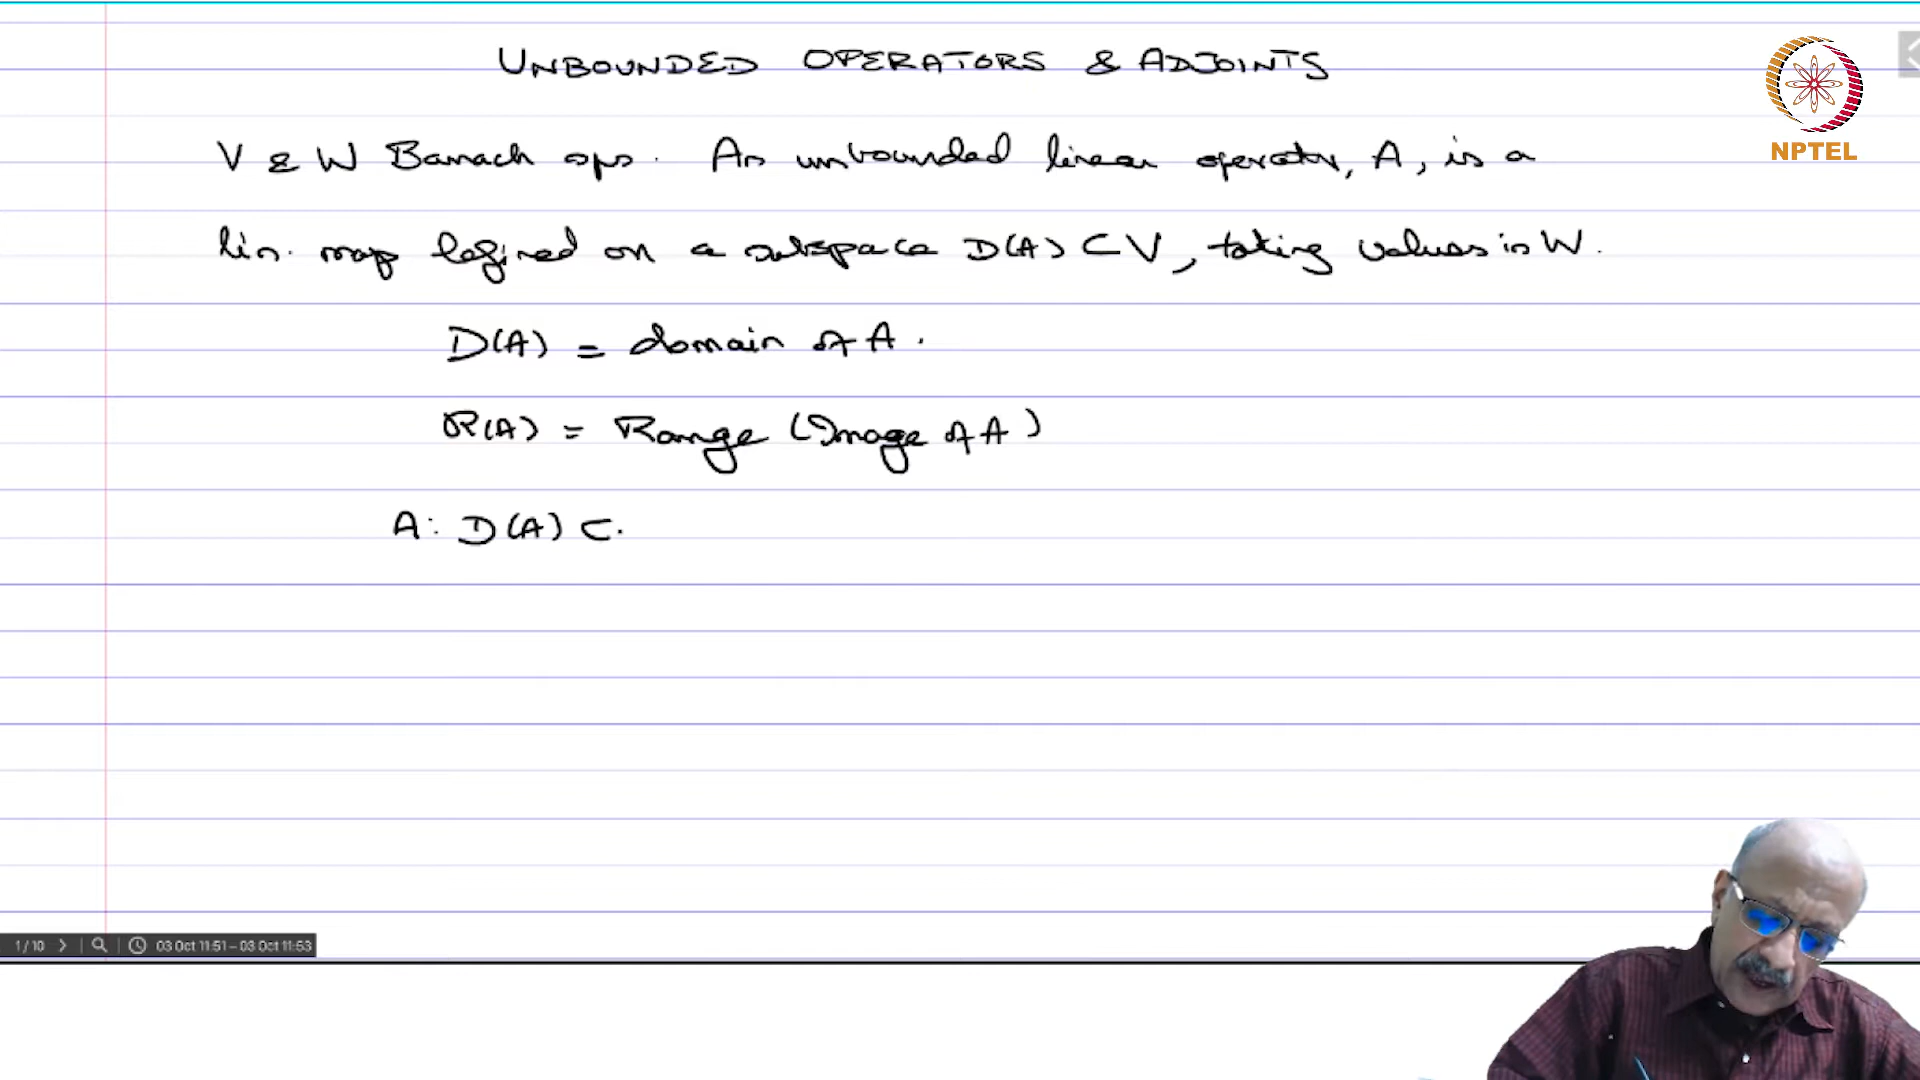 UNBOUNDED OPERATORS & ADJOINTS
V & W Banach sps. An unbounded linear operator, A, is a
lin. map defined on a subspace D(A) ⊂ V, taking values in W.
D(A) = domain of A.
R(A) = Range (Image of A)
A: D(A) ⊂
NPTEL
1/10 03 Oct 11:51 – 03 Oct 11:53